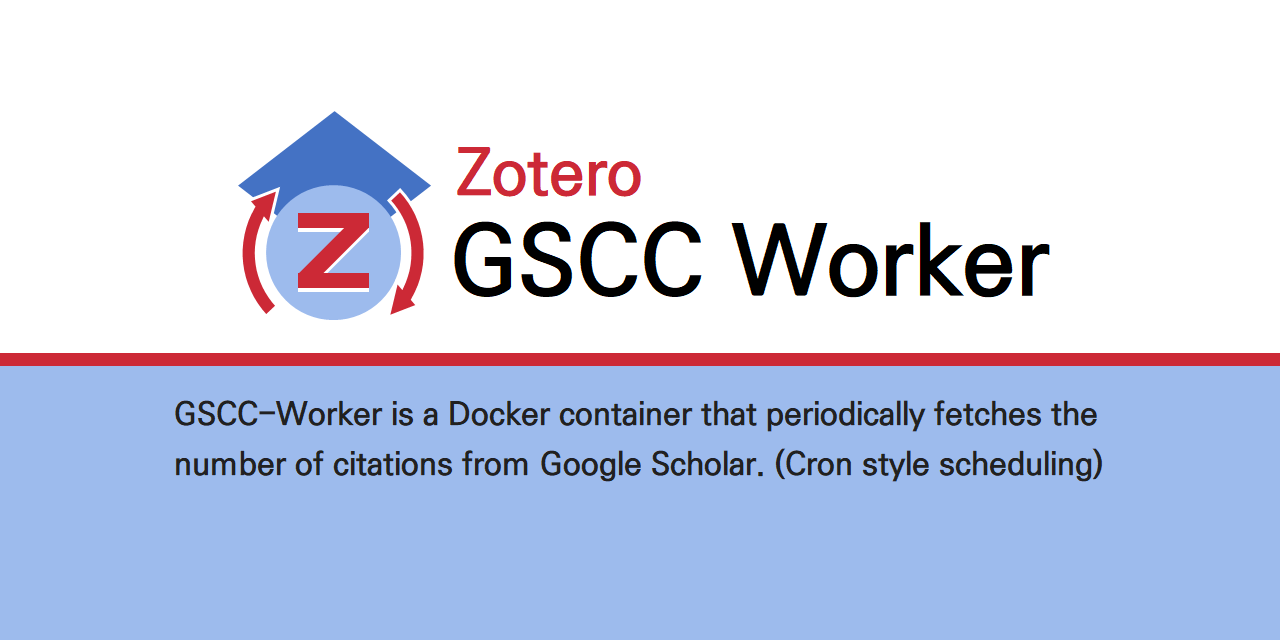 Z
Zotero
GSCC Worker
GSCC-Worker is a Docker container that periodically fetches the
number of citations from Google Scholar. (Cron style scheduling)